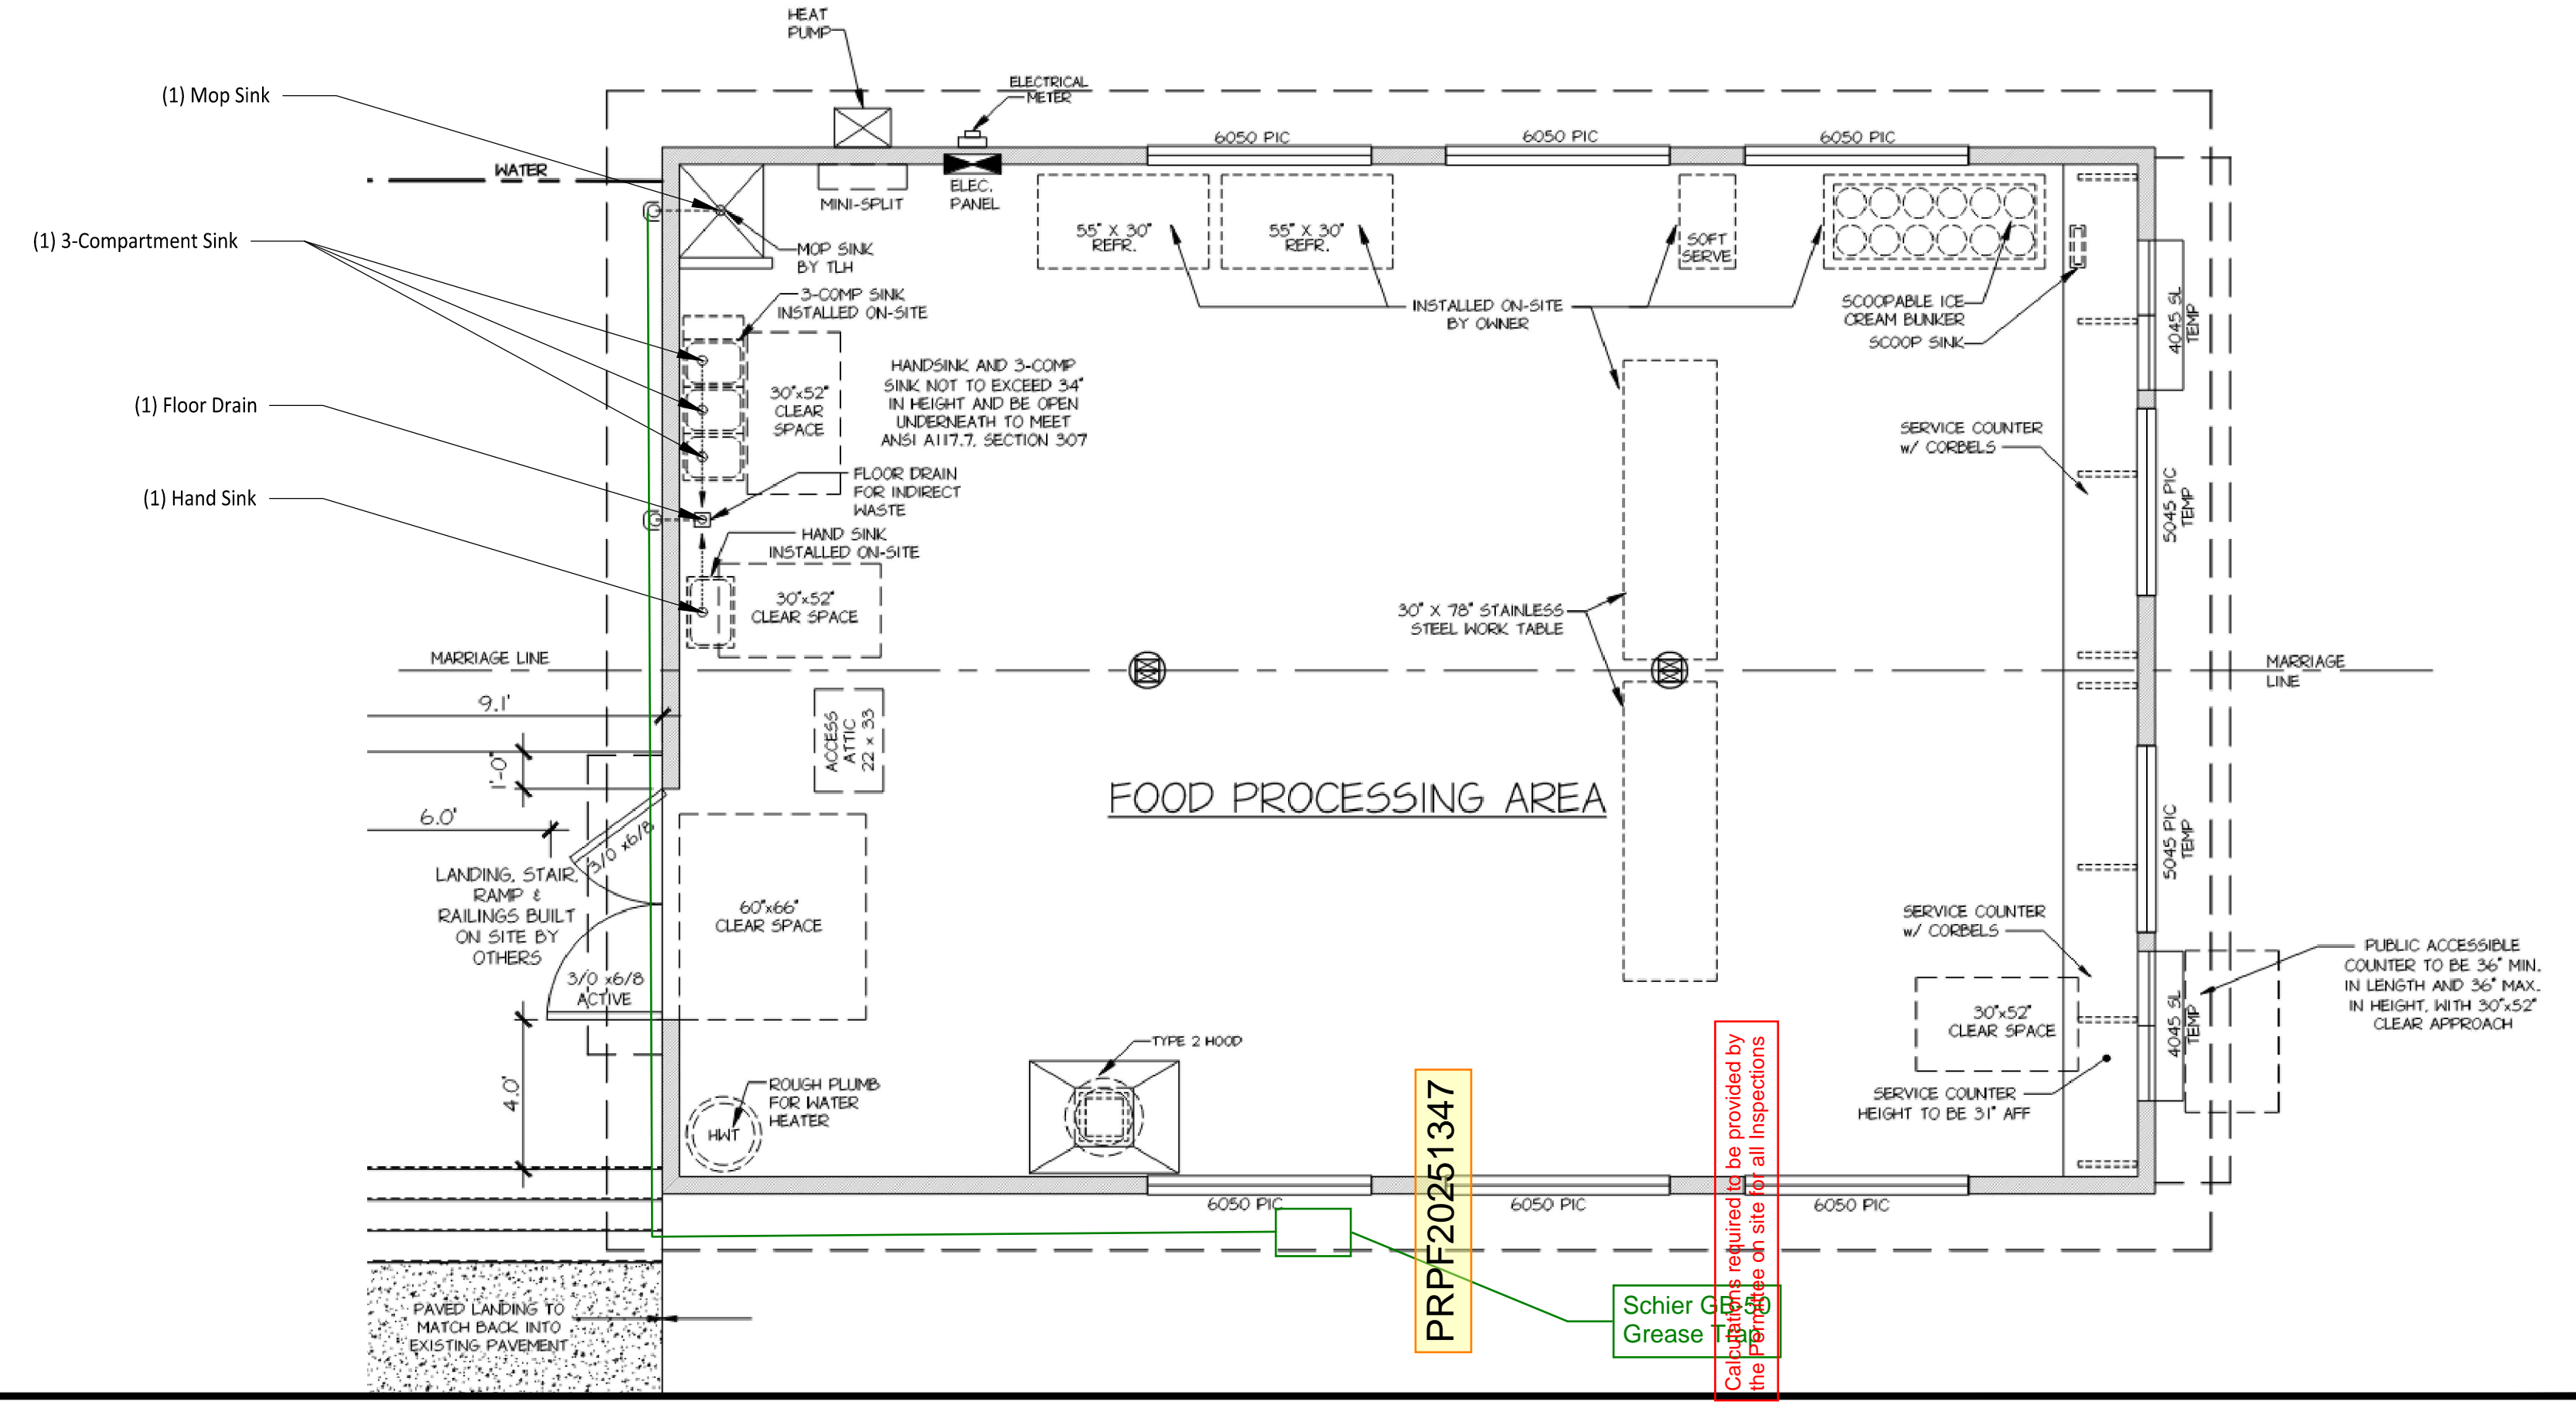 HEAT
PUMP
ELECTRICAL
METER
(1) Mop Sink
6050 PIC
6050 PIC
6050 PIC
WATER
ELEC.
PANEL
MINI-SPLIT
MOP SINK
BY TLH
(1) 3-Compartment Sink
55" X 30"
REFR.
55" X 30"
REFR.
SOFT
SERVE
3-COMP SINK
INSTALLED ON-SITE
INSTALLED ON-SITE
BY OWNER
SCOOPABLE ICE
CREAM BUNKER
SCOOP SINK
4045 SL
TEMP
HANDSINK AND 3-COMP
SINK NOT TO EXCEED 34"
IN HEIGHT AND BE OPEN
UNDERNEATH TO MEET
ANSI A117.7, SECTION 307
30"x52"
CLEAR
SPACE
(1) Floor Drain
SERVICE COUNTER
w/ CORBELS
FLOOR DRAIN
FOR INDIRECT
WASTE
5045 PIC
TEMP
(1) Hand Sink
HAND SINK
INSTALLED ON-SITE
30"x52"
CLEAR SPACE
30" X 78" STAINLESS
STEEL WORK TABLE
MARRIAGE LINE
MARRIAGE
LINE
9.1'
ACCESS
ATTIC
22 x 33
1'-0"
FOOD PROCESSING AREA
6.0'
3/0 x6/8
5045 PIC
TEMP
LANDING, STAIR,
RAMP &
RAILINGS BUILT
ON SITE BY
OTHERS
60"x66"
CLEAR SPACE
SERVICE COUNTER
w/ CORBELS
3/0 x6/8
ACTIVE
PUBLIC ACCESSIBLE
COUNTER TO BE 36" MIN.
IN LENGTH AND 36" MAX.
IN HEIGHT, WITH 30"x52"
CLEAR APPROACH
30"x52"
CLEAR SPACE
4045 SL
TEMP
TYPE 2 HOOD
4.0'
ROUGH PLUMB
FOR WATER
HEATER
HWT
SERVICE COUNTER
HEIGHT TO BE 31" AFF
6050 PIC
6050 PIC
6050 PIC
PRPF20251347
Calculations required to be provided by
the Permittee on site for all Inspections
Schier GB-50
Grease Trap
PAVED LANDING TO
MATCH BACK INTO
EXISTING PAVEMENT